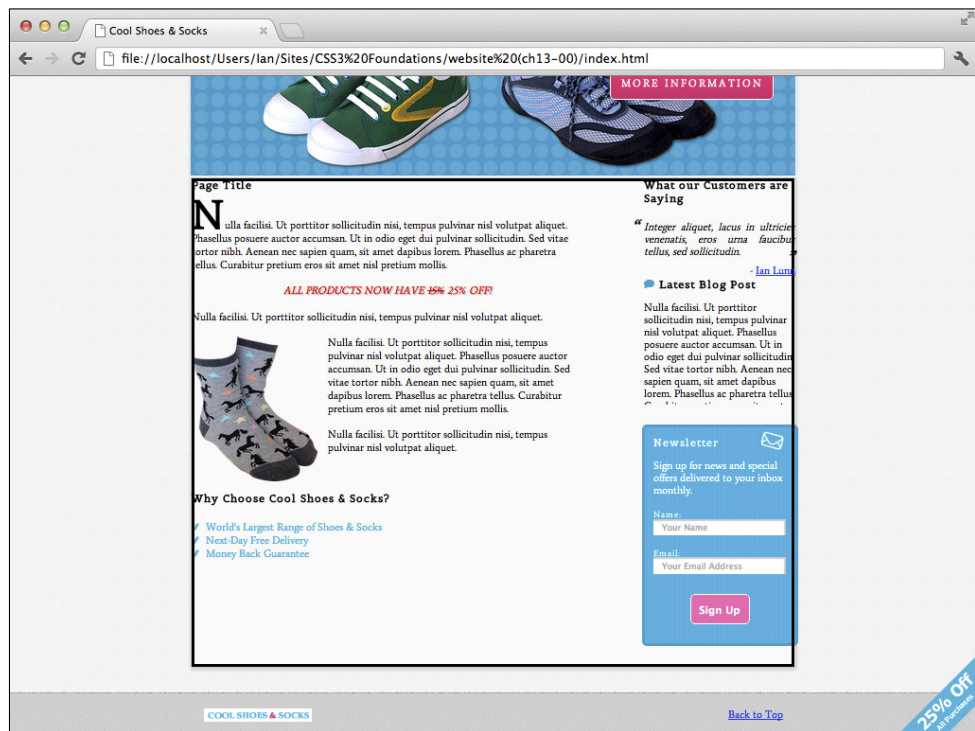 Cool Shoes & Socks
file://localhost/Users/Ian/Sites/CSS3%20Foundations/website%20(ch13-00)/index.html
MORE INFORMATION
Page Title
Nulla facilisi. Ut porttitor sollicitudin nisi, tempus pulvinar nisl volutpat aliquet.
Phasellus posuere auctor accumsan. Ut in odio eget dui pulvinar sollicitudin. Sed vitae
tortor nibh. Aenean nec sapien quam, sit amet dapibus lorem. Phasellus ac pharetra
tellus. Curabitur pretium eros sit amet nisl pretium mollis.
ALL PRODUCTS NOW HAVE 15% 25% OFF!
Nulla facilisi. Ut porttitor sollicitudin nisi, tempus pulvinar nisl volutpat aliquet.
Nulla facilisi. Ut porttitor sollicitudin nisi, tempus
pulvinar nisl volutpat aliquet. Phasellus posuere auctor
accumsan. Ut in odio eget dui pulvinar sollicitudin. Sed
vitae tortor nibh. Aenean nec sapien quam, sit amet
dapibus lorem. Phasellus ac pharetra tellus. Curabitur
pretium eros sit amet nisl pretium mollis.
Nulla facilisi. Ut porttitor sollicitudin nisi, tempus
pulvinar nisl volutpat aliquet.
Why Choose Cool Shoes & Socks?
World's Largest Range of Shoes & Socks
Next-Day Free Delivery
Money Back Guarantee
What our Customers are
Saying
“ Integer aliquet, lacus in ultricies
venenatis, eros urna faucibus
tellus, sed sollicitudin. ”
- Ian Lunn
Latest Blog Post
Nulla facilisi. Ut porttitor
sollicitudin nisi, tempus pulvinar
nisl volutpat aliquet. Phasellus
posuere auctor accumsan. Ut in
odio eget dui pulvinar sollicitudin.
Sed vitae tortor nibh. Aenean nec
sapien quam, sit amet dapibus
lorem. Phasellus ac pharetra tellus.
Newsletter
Sign up for news and special
offers delivered to your inbox
monthly.
Name:
Your Name
Email:
Your Email Address
Sign Up
25% Off
All Purchases
COOL SHOES & SOCKS
Back to Top